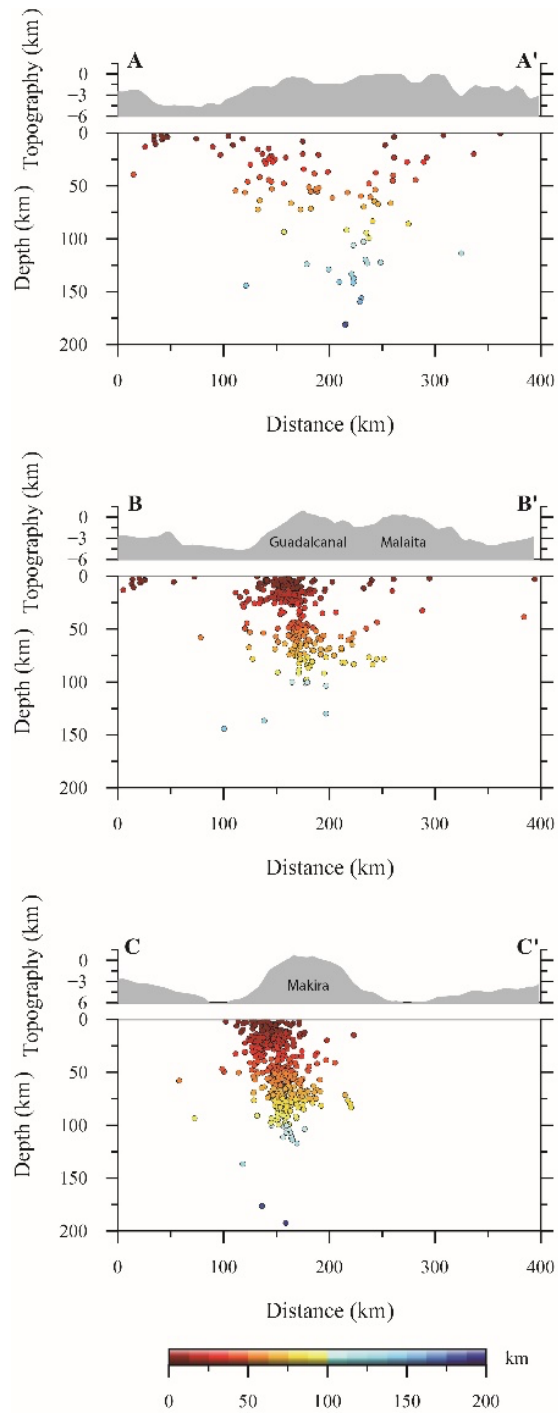 A A'
Topography (km)
0
−3
−6
Depth (km)
0
50
100
150
200
0 100 200 300 400
Distance (km)
B B'
Topography (km)
0
−3
−6
Guadalcanal Malaita
Depth (km)
0
50
100
150
200
0 100 200 300 400
Distance (km)
C C'
Topography (km)
0
−3
6
Makira
Depth (km)
0
50
100
150
200
0 100 200 300 400
Distance (km)
km
0 50 100 150 200